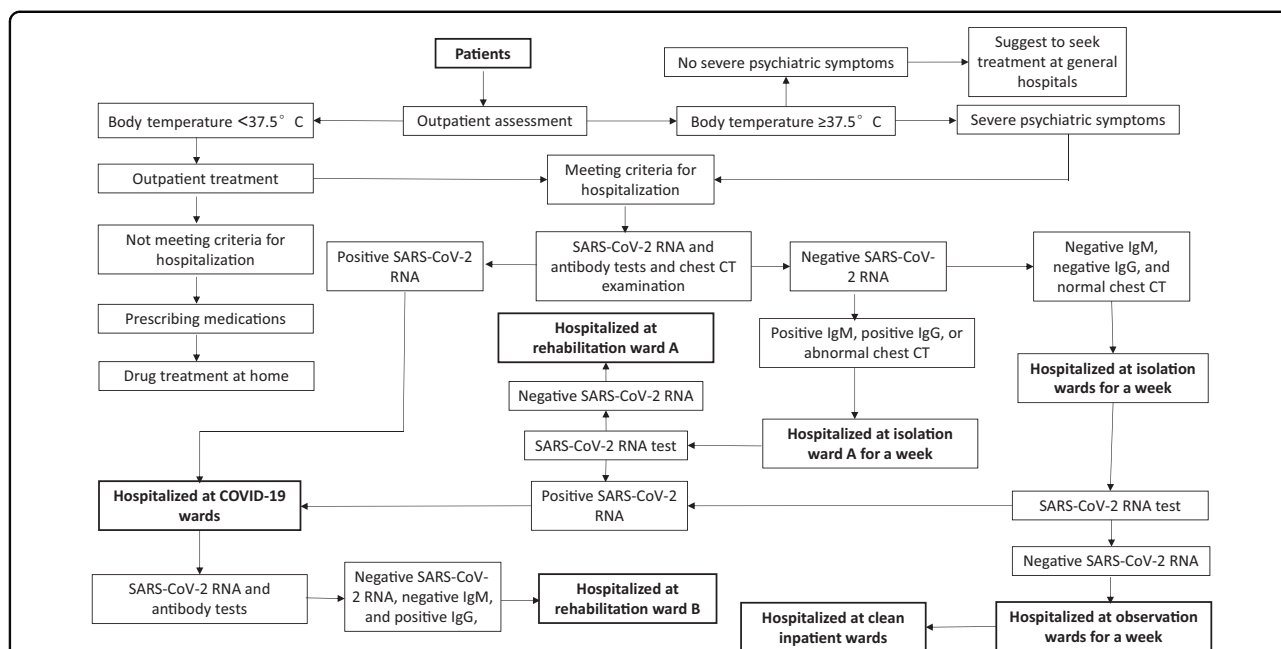 Patients
No severe psychiatric symptoms
Suggest to seek
treatment at general
hospitals
Body temperature <37.5° C
Outpatient assessment
Body temperature ≥37.5° C
Severe psychiatric symptoms
Outpatient treatment
Meeting criteria for
hospitalization
Not meeting criteria for
hospitalization
Positive SARS-CoV-2
RNA
SARS-CoV-2 RNA and
antibody tests and chest CT
examination
Negative SARS-CoV-
2 RNA
Negative IgM,
negative IgG, and
normal chest CT
Prescribing medications
Hospitalized at
rehabilitation ward A
Positive IgM, positive IgG, or
abnormal chest CT
Drug treatment at home
Hospitalized at isolation
wards for a week
Negative SARS-CoV-2 RNA
SARS-CoV-2 RNA test
Hospitalized at isolation
ward A for a week
Hospitalized at COVID-19
wards
Positive SARS-CoV-2
RNA
SARS-CoV-2 RNA test
Negative SARS-CoV-2 RNA
SARS-CoV-2 RNA and
antibody tests
Negative SARS-CoV-
2 RNA, negative IgM,
and positive IgG,
Hospitalized at
rehabilitation ward B
Hospitalized at clean
inpatient wards
Hospitalized at observation
wards for a week